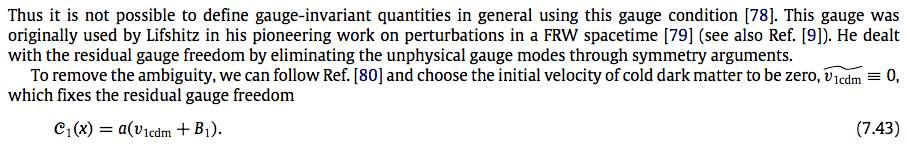 Thus it is not possible to define gauge-invariant quantities in general using this gauge condition [78]. This gauge was
originally used by Lifshitz in his pioneering work on perturbations in a FRW spacetime [79] (see also Ref. [9]). He dealt
with the residual gauge freedom by eliminating the unphysical gauge modes through symmetry arguments.
To remove the ambiguity, we can follow Ref. [80] and choose the initial velocity of cold dark matter to be zero, $\widetilde{v_{1\text{cdm}}} \equiv 0$,
which fixes the residual gauge freedom
$\mathcal{C}_1(x) = a(v_{1\text{cdm}} + B_1).$ (7.43)